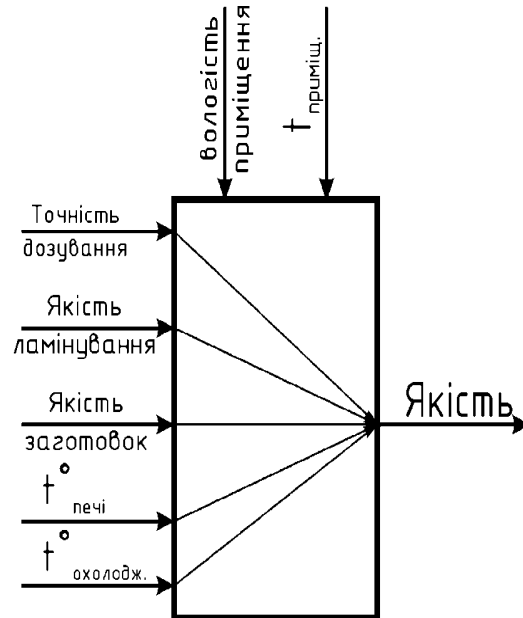 вологість
приміщення
t приміщ.
Точність
дозування
Якість
ламінування
Якість
заготовок
t° печі
t° охолодж.
Якість